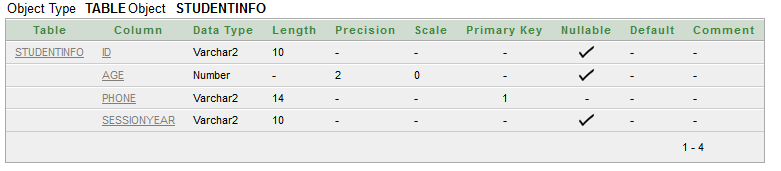 Object Type TABLE Object STUDENTINFO
Table Column Data Type Length Precision Scale Primary Key Nullable Default Comment
STUDENTINFO ID Varchar2 10 - - - ✓ - -
AGE Number - 2 0 - ✓ - -
PHONE Varchar2 14 - - 1 - - -
SESSIONYEAR Varchar2 10 - - - ✓ - -
1 - 4